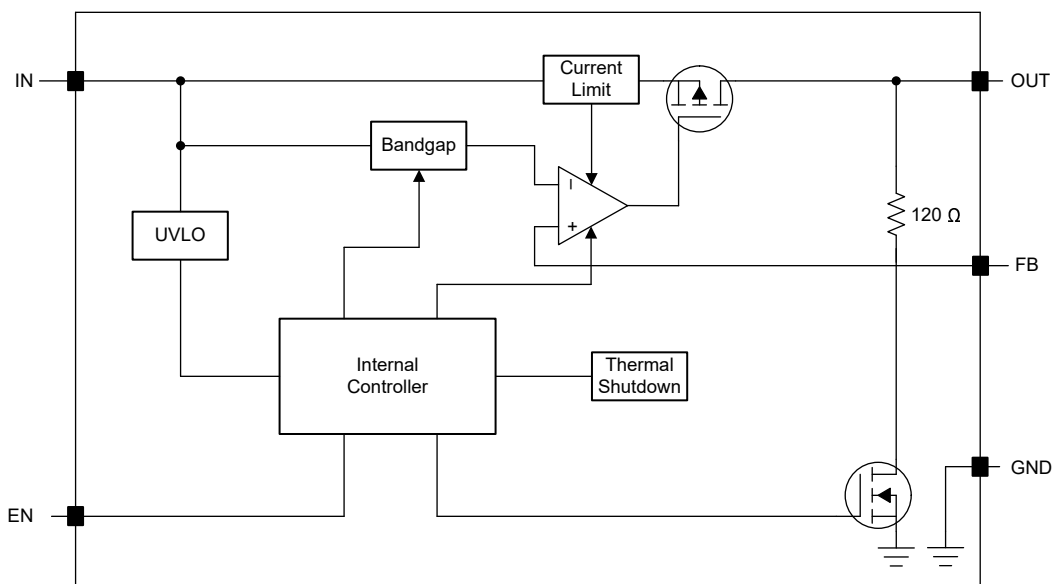 IN
Current
Limit
OUT
Bandgap
–
+
UVLO
120 Ω
FB
Internal
Controller
Thermal
Shutdown
GND
EN